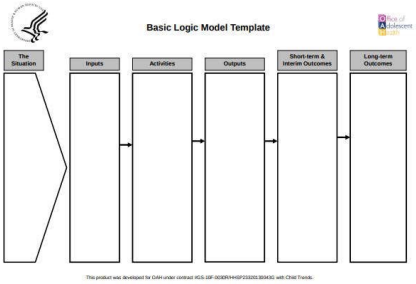 Basic Logic Model Template
Office of
Adolescent
Health
The
Situation
Inputs
Activities
Outputs
Short-term &
Interim Outcomes
Long-term
Outcomes
This product was developed for OAH under contract with Child Trends.